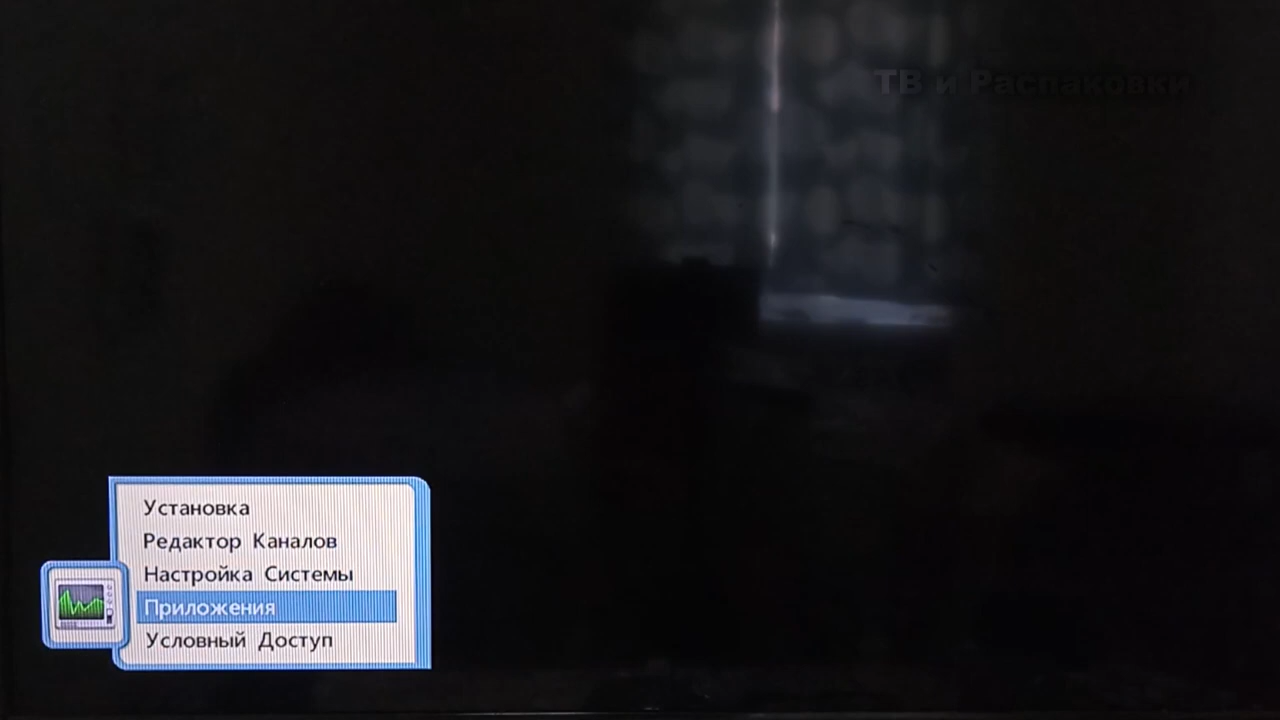 ТВ и Распаковки
Установка
Редактор Каналов
Настройка Системы
Приложения
Условный Доступ